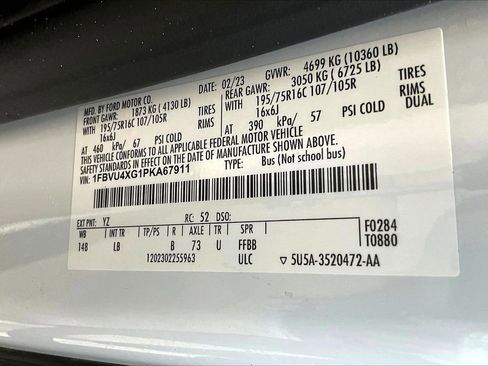 MFD. BY FORD MOTOR CO. DATE: 02/23 GVWR: 4699 KG (10360 LB)
FRONT GAWR: 1873 KG ( 4130 LB) REAR GAWR: 3050 KG ( 6725 LB)
WITH 195/75R16C 107/105R TIRES WITH 195/75R16C 107/105R TIRES
16x6J RIMS 16x6J RIMS
AT 460 kPa/ 67 PSI COLD AT 390 kPa/ 57 PSI COLD DUAL
THIS VEHICLE CONFORMS TO ALL APPLICABLE FEDERAL MOTOR VEHICLE
SAFETY STANDARDS IN EFFECT ON THE DATE OF MANUFACTURE SHOWN ABOVE.
VIN: 1FBVU4XG1PKA67911 TYPE: Bus (Not school bus)
EXT PNT: YZ RC: 52 DSO:
WB INT TR TP/PS R AXLE TR SPR F0284
148 LB B 73 U FFBB T0880
1202302255963 ULC ▽ 5U5A-3520472-AA